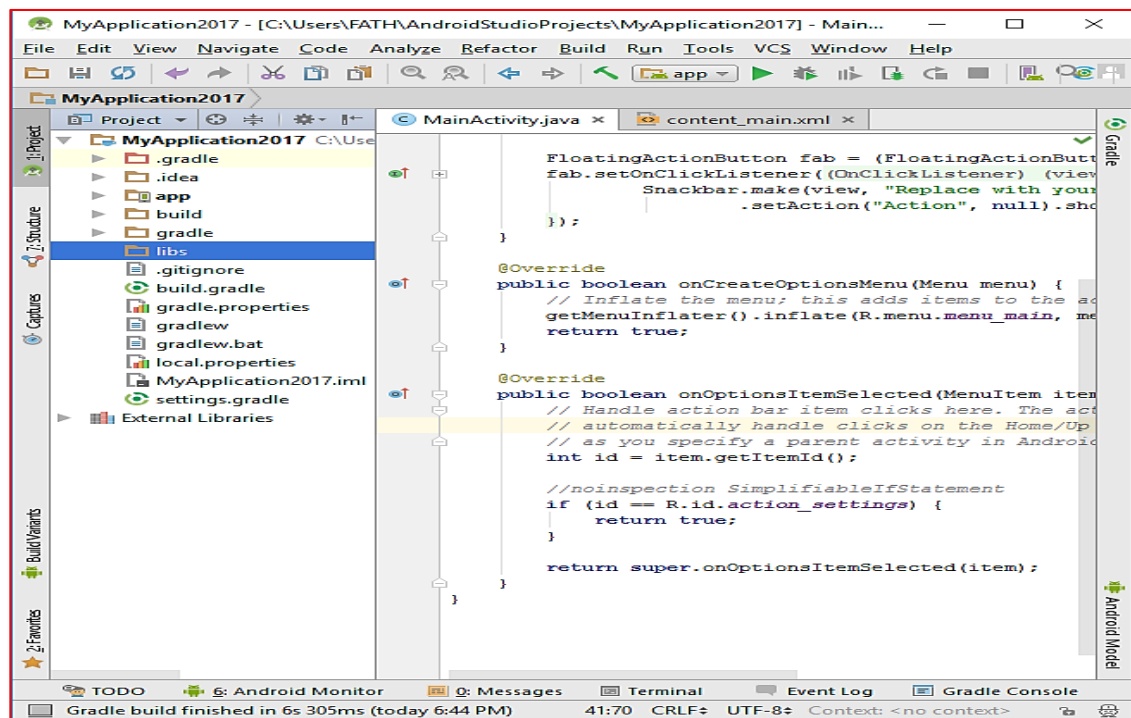 MyApplication2017 - [C:\Users\FATH\AndroidStudioProjects\MyApplication2017] - Main...
File Edit View Navigate Code Analyze Refactor Build Run Tools VCS Window Help
app
MyApplication2017
Project
MainActivity.java
content_main.xml
1: Project
7: Structure
Captures
Build Variants
2: Favorites
MyApplication2017 C:\Use
.gradle
.idea
app
build
gradle
libs
.gitignore
build.gradle
gradle.properties
gradlew
gradlew.bat
local.properties
MyApplication2017.iml
settings.gradle
External Libraries
FloatingActionButton fab = (FloatingActionButt
fab.setOnClickListener((OnClickListener) (view
Snackbar.make(view, "Replace with your
.setAction("Action", null).sho
});
}
@Override
public boolean onCreateOptionsMenu(Menu menu) {
// Inflate the menu; this adds items to the ac
getMenuInflater().inflate(R.menu.menu_main, me
return true;
}
@Override
public boolean onOptionsItemSelected(MenuItem item
// Handle action bar item clicks here. The act
// automatically handle clicks on the Home/Up
// as you specify a parent activity in Android
int id = item.getItemId();
//noinspection SimplifiableIfStatement
if (id == R.id.action_settings) {
return true;
}
return super.onOptionsItemSelected(item);
}
}
Gradle
Android Model
TODO 6: Android Monitor 0: Messages Terminal Event Log Gradle Console
Gradle build finished in 6s 305ms (today 6:44 PM) 41:70 CRLF UTF-8 Context: <no context>